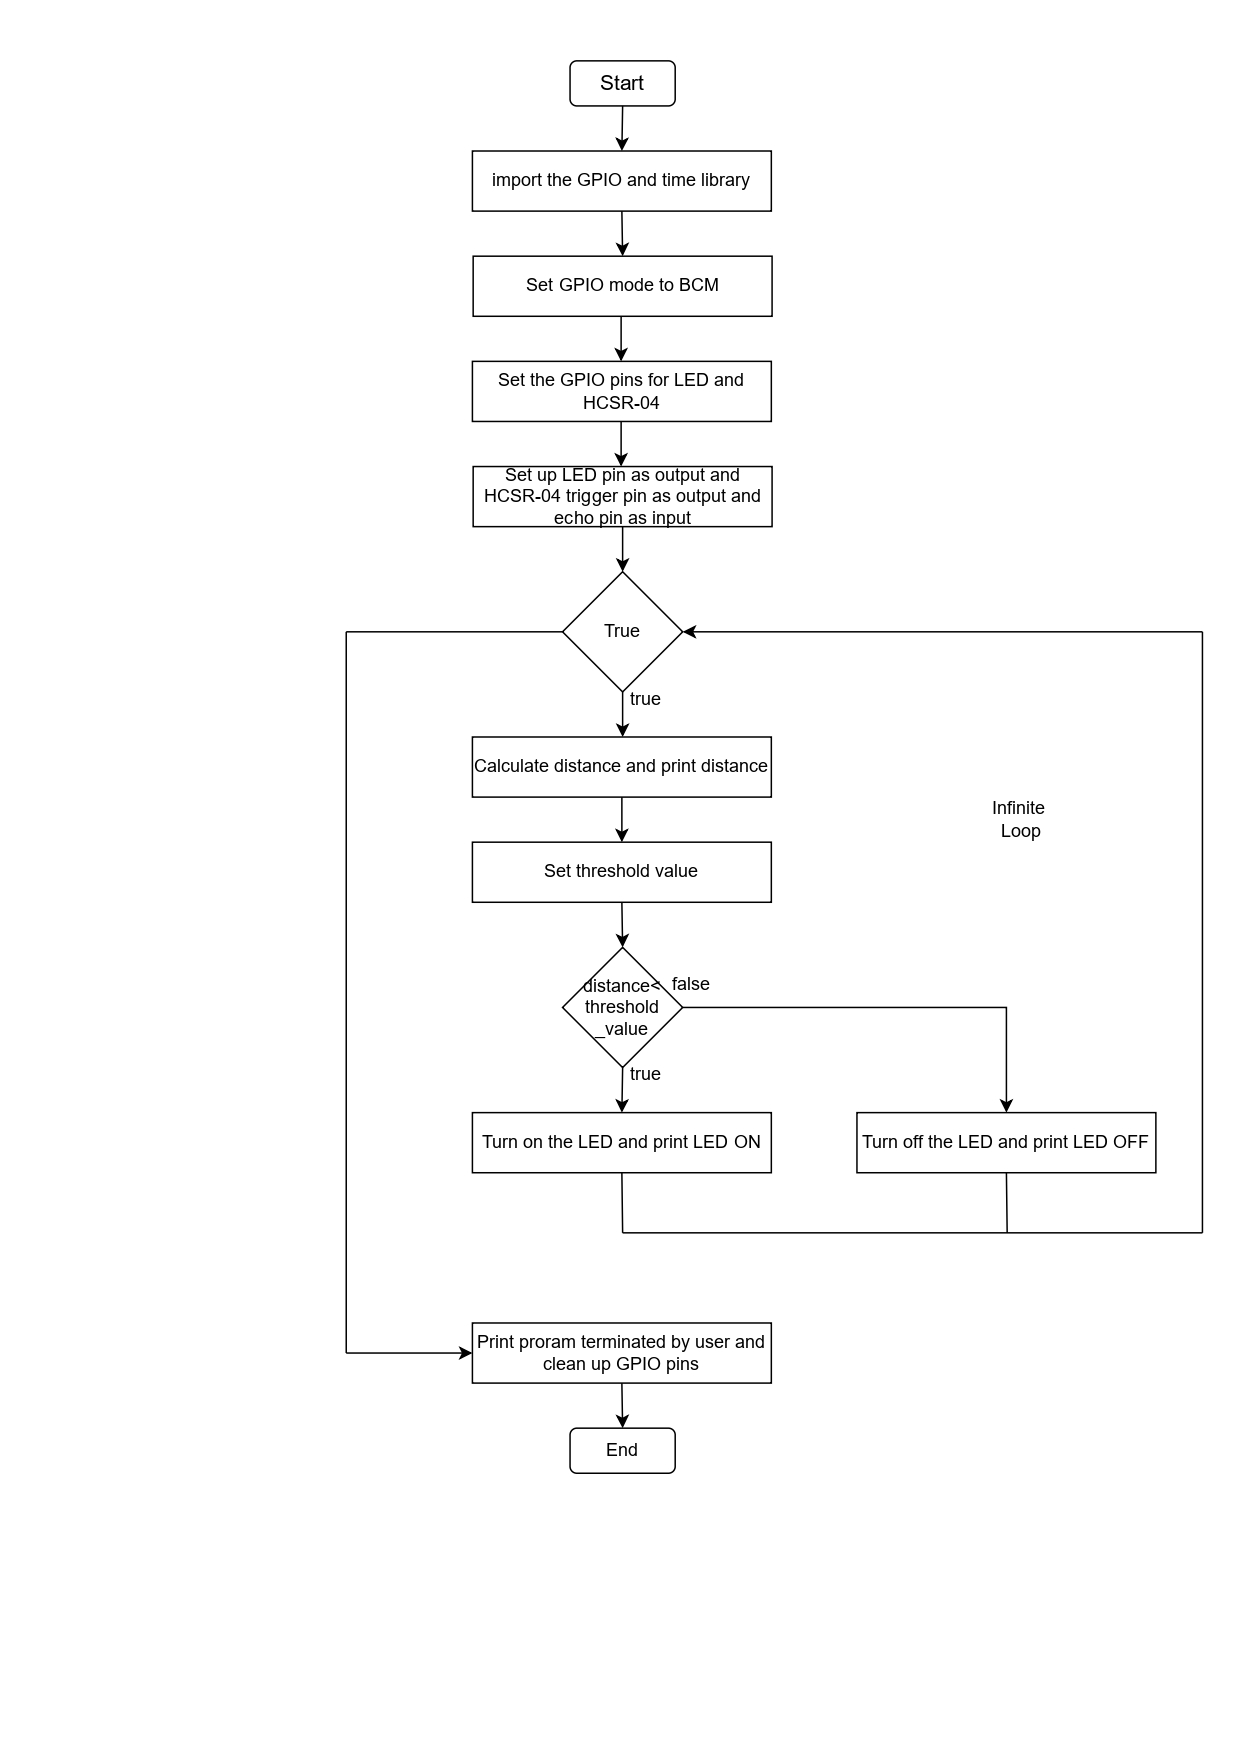 Start
import the GPIO and time library
Set GPIO mode to BCM
Set the GPIO pins for LED and
HCSR-04
Set up LED pin as output and
HCSR-04 trigger pin as output and
echo pin as input
True
true
Calculate distance and print distance
Infinite
Loop
Set threshold value
distance<
threshold
_value
false
true
Turn on the LED and print LED ON
Turn off the LED and print LED OFF
Print proram terminated by user and
clean up GPIO pins
End